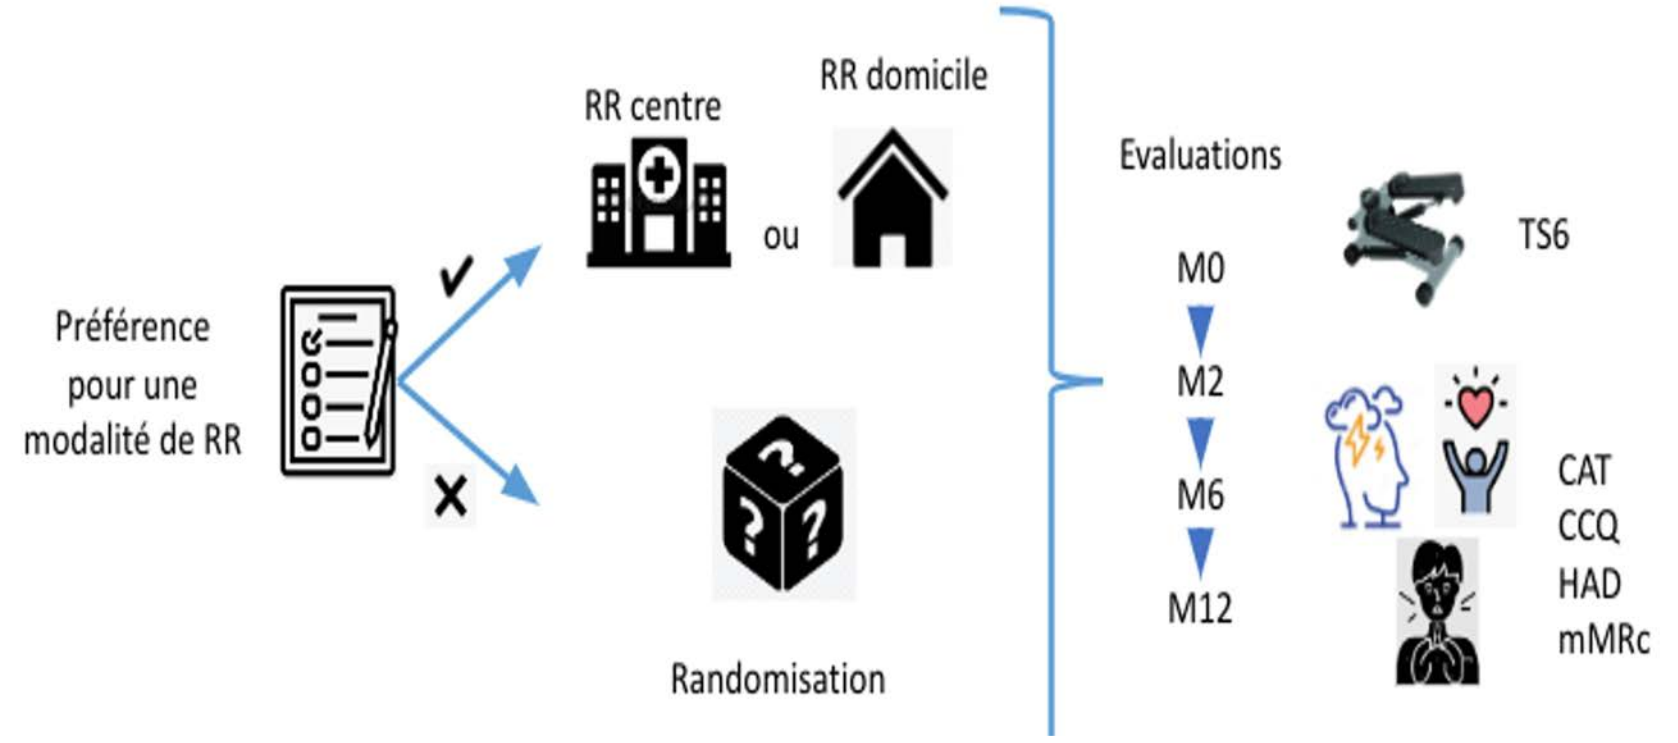 Préférence
pour une
modalité de RR
RR centre
ou
RR domicile
Randomisation
Evaluations
M0
M2
M6
M12
TS6
CAT
CCQ
HAD
mMRc